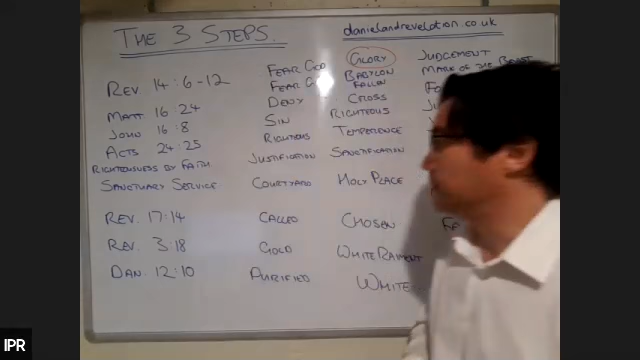 THE 3 STEPS.
danielandrevelation.co.uk
REV. 14:6-12 FEAR GOD GLORY JUDGEMENT
FEAR BABYLON FALLEN MARK OF THE BEAST
MATT 16:24 DENY CROSS
JOHN 16:8 SIN RIGHTEOUS
ACTS 24:25 RIGHTEOUS TEMPERENCE
RIGHTEOUSNESS BY FAITH JUSTIFICATION SANCTIFICATION
SANCTUARY SERVICE COURTYARD HOLY PLACE
REV. 17:14 CALLED CHOSEN
REV. 3:18 GOLD WHITE RAIMENT
DAN. 12:10 PURIFIED WHITE
IPR